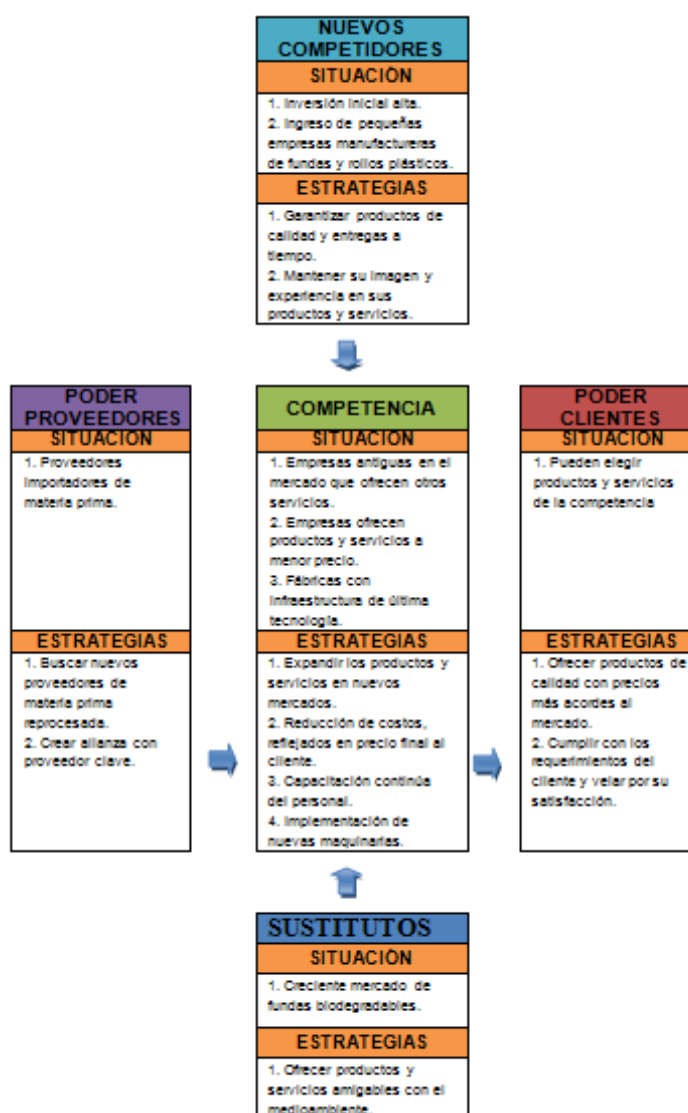 NUEVOS
COMPETIDORES
SITUACIÓN
1. Inversión inicial alta.
2. Ingreso de pequeñas
empresas manufactureras
de fundas y rollos plásticos.
ESTRATEGIAS
1. Garantizar productos de
calidad y entregas a
tiempo.
2. Mantener su imagen y
experiencia en sus
productos y servicios.
PODER
PROVEEDORES
SITUACIÓN
1. Proveedores
importadores de
materia prima.
ESTRATEGIAS
1. Buscar nuevos
proveedores de
materia prima
reprocesada.
2. Crear alianza con
proveedor clave.
COMPETENCIA
SITUACIÓN
1. Empresas antiguas en el
mercado que ofrecen otros
servicios.
2. Empresas ofrecen
productos y servicios a
menor precio.
3. Fábricas con
infraestructura de última
tecnología.
ESTRATEGIAS
1. Expandir los productos y
servicios en nuevos
mercados.
2. Reducción de costos,
reflejados en precio final al
cliente.
3. Capacitación continúa
del personal.
4. Implementación de
nuevas maquinarias.
PODER
CLIENTES
SITUACIÓN
1. Pueden elegir
productos y servicios
de la competencia
ESTRATEGIAS
1. Ofrecer productos de
calidad con precios
más acordes al
mercado.
2. Cumplir con los
requerimientos del
cliente y velar por su
satisfacción.
SUSTITUTOS
SITUACIÓN
1. Creciente mercado de
fundas biodegradables.
ESTRATEGIAS
1. Ofrecer productos y
servicios amigables con el
medioambiente.